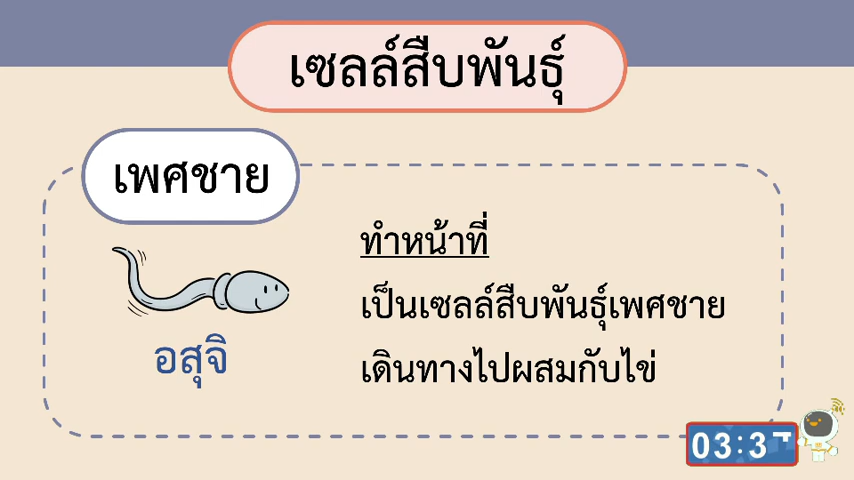 เซลล์สืบพันธุ์
เพศชาย
ทำหน้าที่
เป็นเซลล์สืบพันธุ์เพศชาย
เดินทางไปผสมกับไข่
อสุจิ